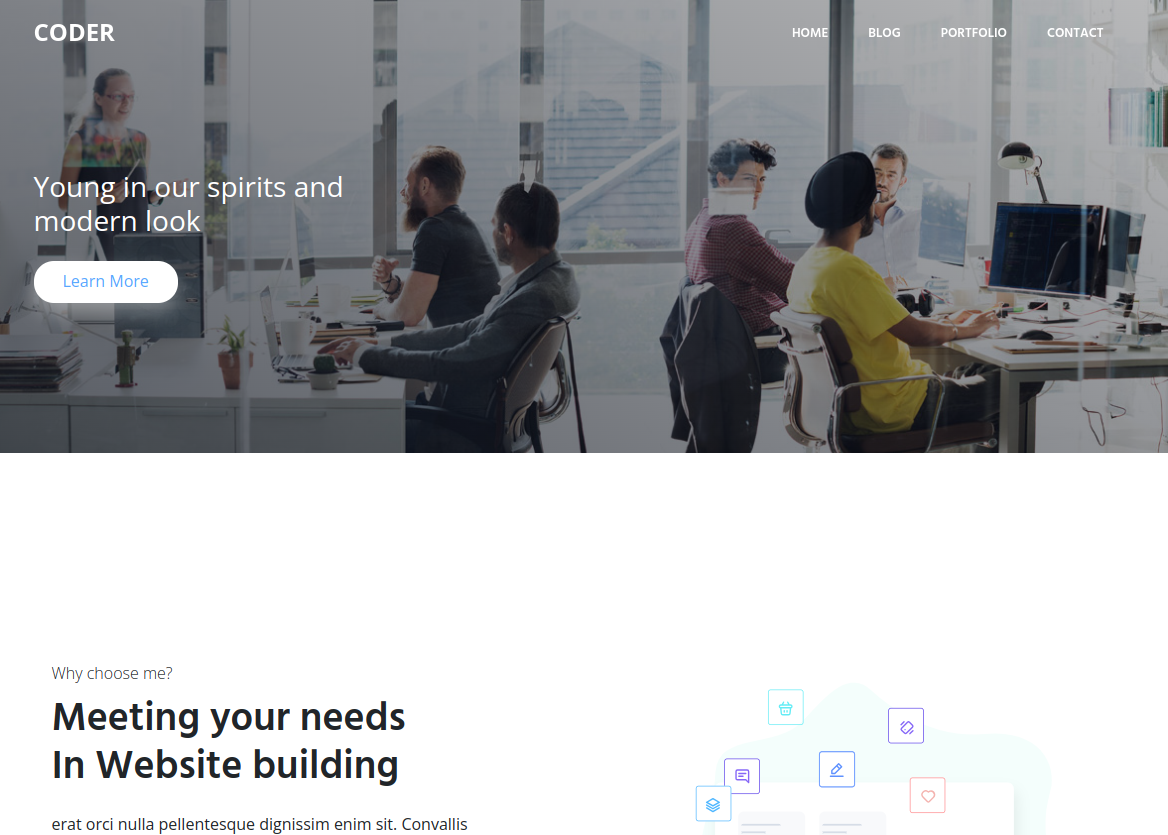 CODER
HOME BLOG PORTFOLIO CONTACT
Young in our spirits and
modern look
Learn More
Why choose me?
Meeting your needs
In Website building
erat orci nulla pellentesque dignissim enim sit. Convallis